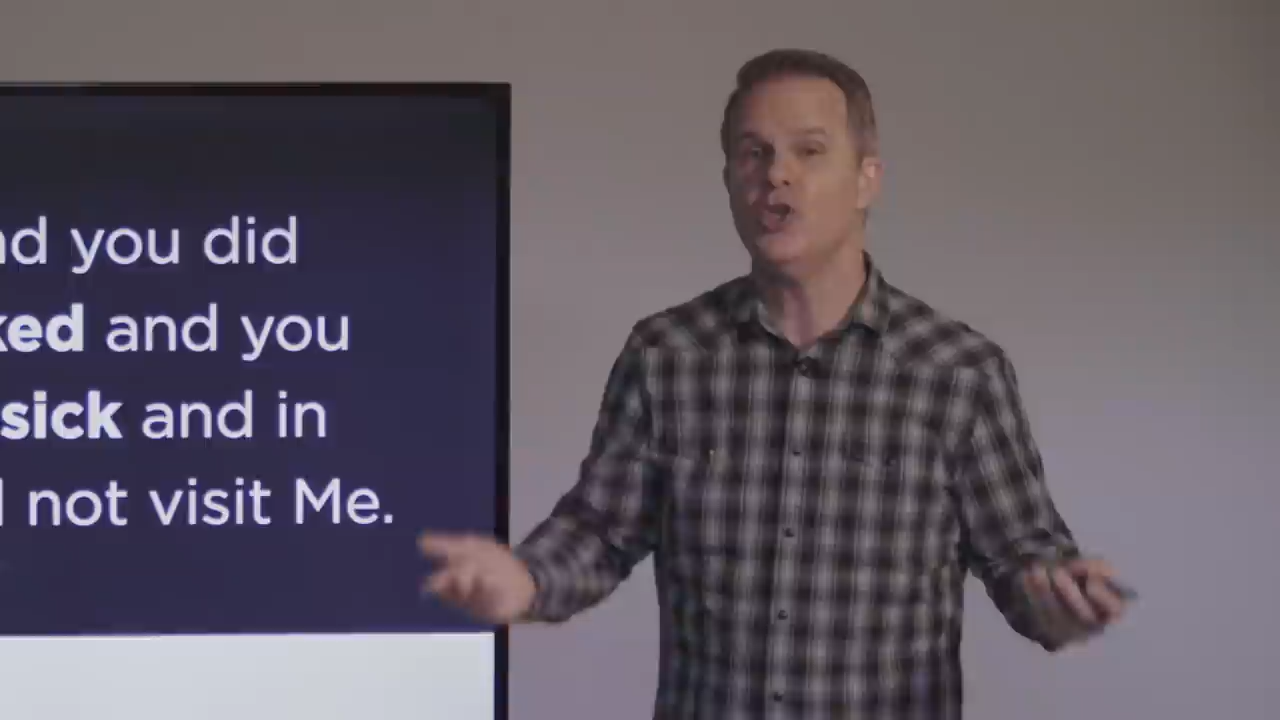 nd you did
ked and you
sick and in
not visit Me.